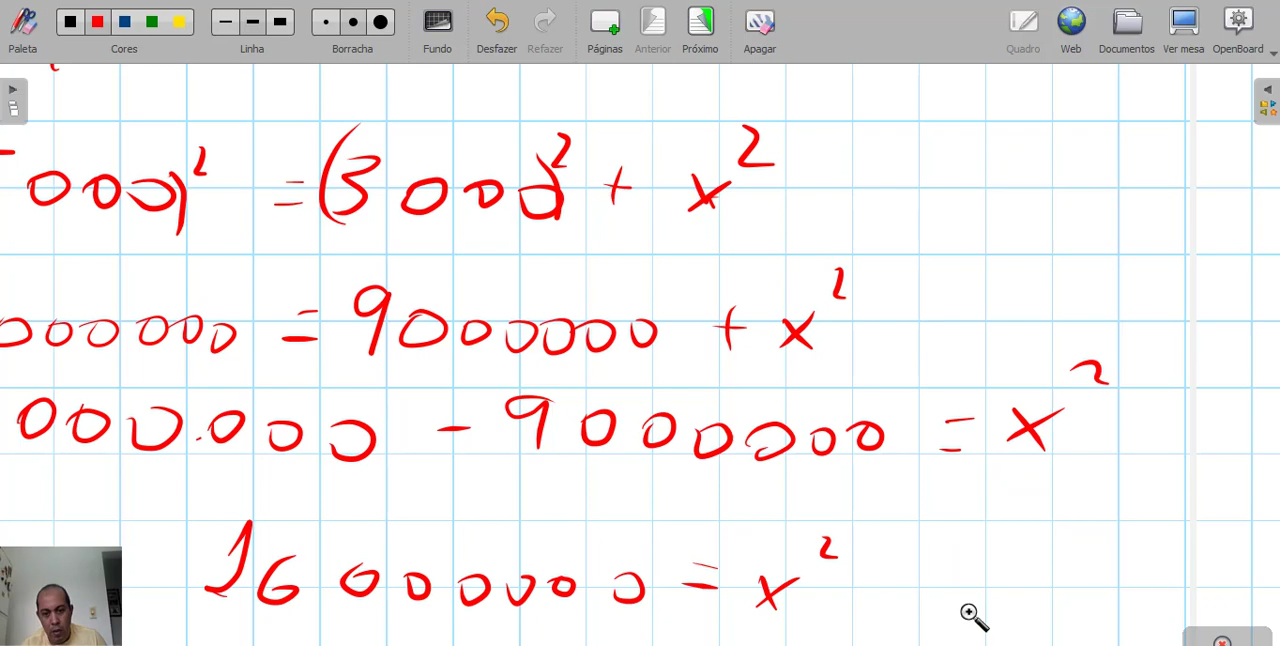 Paleta Cores Linha Borracha Fundo Desfazer Refazer Páginas Anterior Próximo Apagar Quadro Web Documentos Ver mesa OpenBoard
000)² = (3000)² + x²
000000 = 9000000 + x²
000.000 - 9000000 = x²
16000000 = x²